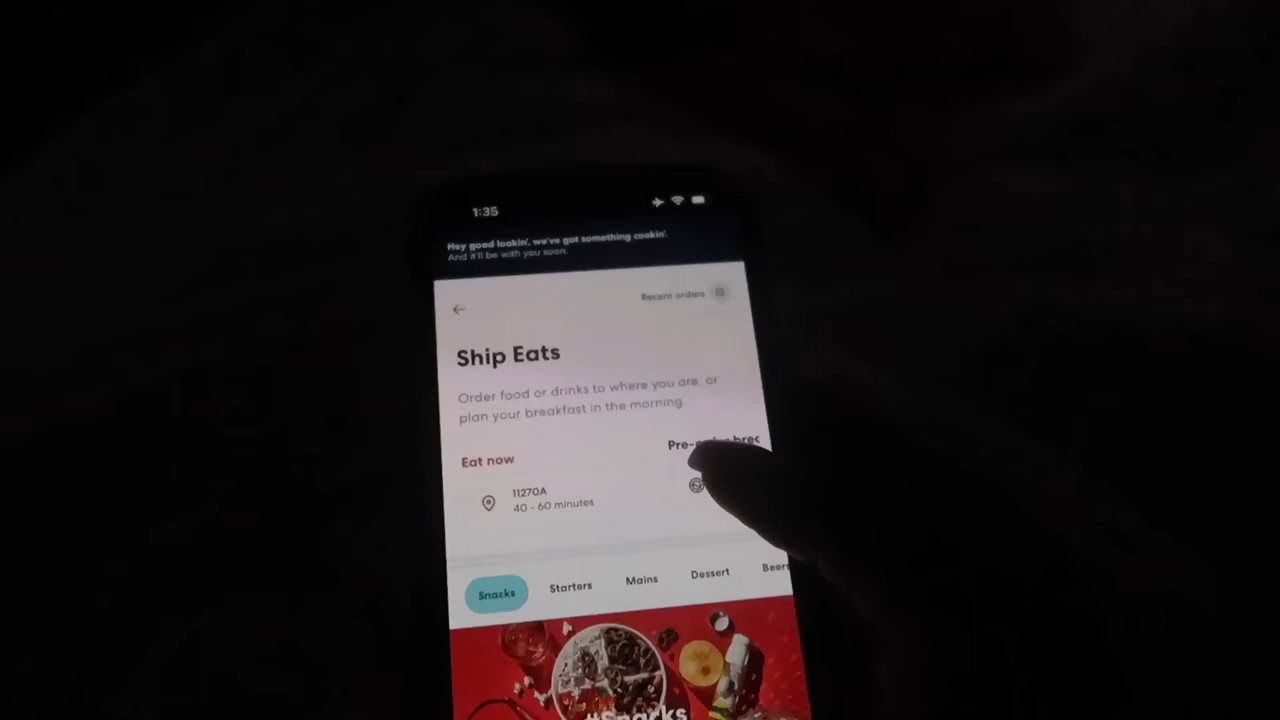 1:35
Hey good lookin', we've got something cookin'.
And it'll be with you soon.
Recent orders
Ship Eats
Order food or drinks to where you are, or
plan your breakfast in the morning.
Eat now
11270A
40 - 60 minutes
Snacks Starters Mains Dessert Beers
#Snacks